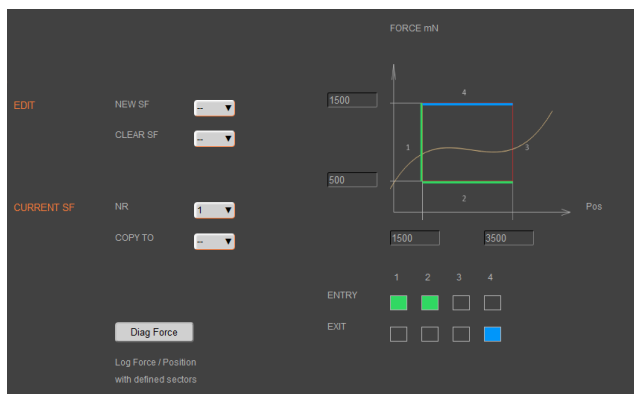 FORCE mN
4
EDIT
NEW SF
--
1500
CLEAR SF
--
1
3
500
2
CURRENT SF
NR
1
Pos
COPY TO
--
1500
3500
1 2 3 4
ENTRY
EXIT
Diag Force
Log Force / Position
with defined sectors